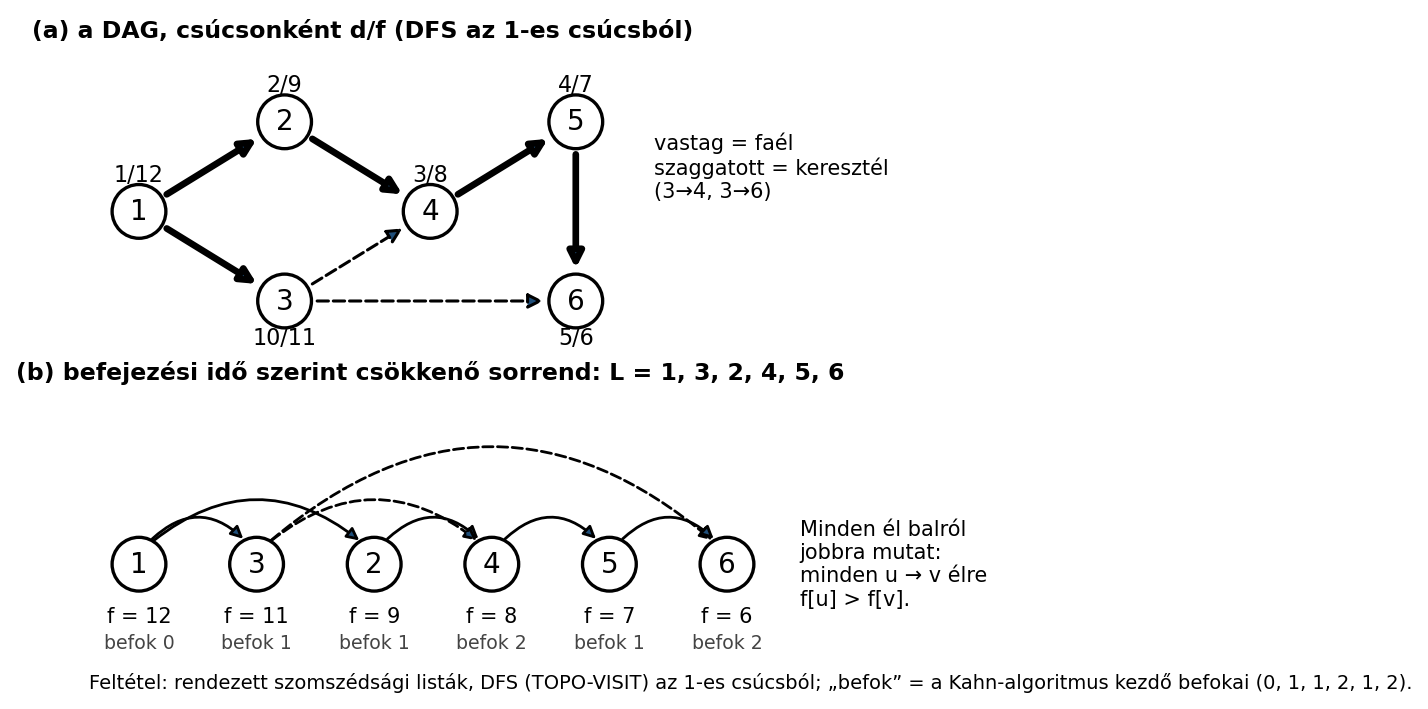 (a) a DAG, csúcsonként d/f (DFS az 1-es csúcsból)
2/9
4/7
2
5
vastag = faél
szaggatott = keresztél
(3→4, 3→6)
1/12
3/8
1
4
3
6
10/11
5/6
(b) befejezési idő szerint csökkenő sorrend: L = 1, 3, 2, 4, 5, 6
Minden él balról
jobbra mutat:
minden u → v élre
f[u] > f[v].
1 3 2 4 5 6
f = 12 f = 11 f = 9 f = 8 f = 7 f = 6
befok 0 befok 1 befok 1 befok 2 befok 1 befok 2
Feltétel: rendezett szomszédsági listák, DFS (TOPO-VISIT) az 1-es csúcsból; „befok” = a Kahn-algoritmus kezdő befokai (0, 1, 1, 2, 1, 2).